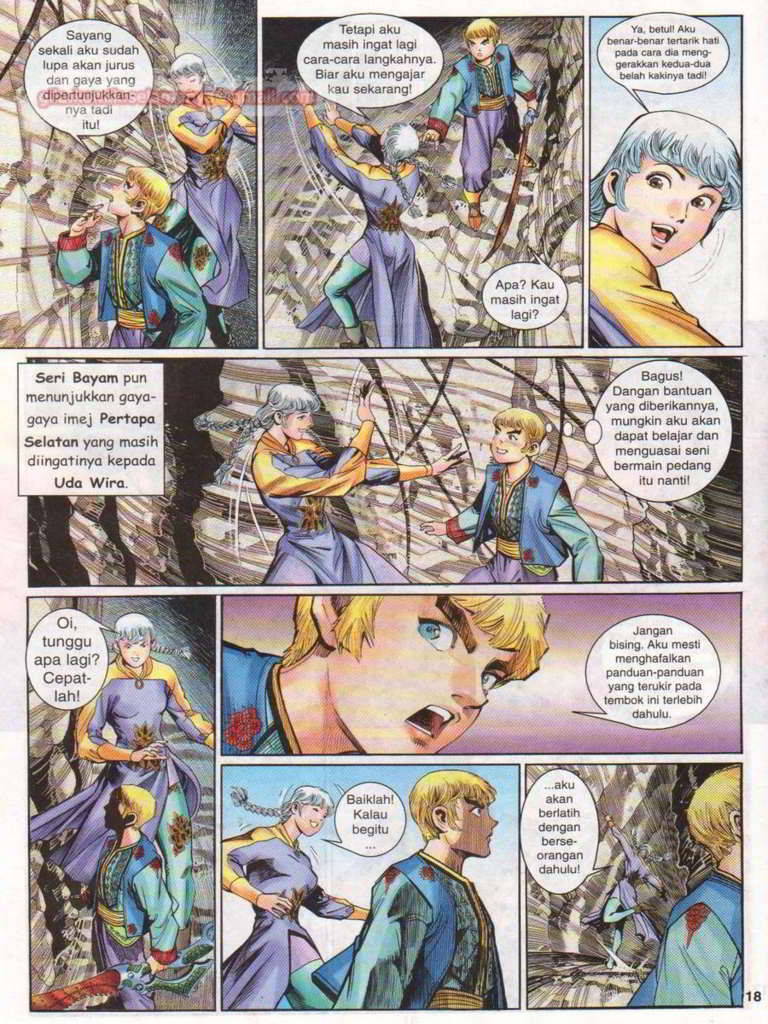 Sayang
sekali aku sudah
lupa akan jurus
dan gaya yang
dipertunjukkan
nya tadi
itu!
Tetapi aku
masih ingat lagi
cara-cara langkahnya.
Biar aku mengajar
kau sekarang!
Apa? Kau
masih ingat
lagi?
Ya, betul! Aku
benar-benar tertarik hati
pada cara dia meng-
gerakkan kedua-dua
belah kakinya tadi!
Seri Bayam pun
menunjukkan gaya-
gaya imej Pertapa
Selatan yang masih
diingatinya kepada
Uda Wira.
Bagus!
Dangan bantuan
yang diberikannya,
mungkin aku akan
dapat belajar dan
menguasai seni
bermain pedang
itu nanti!
Oi,
tunggu
apa lagi?
Cepat-
lah!
Jangan
bising. Aku mesti
menghafalkan
panduan-panduan
yang terukir pada
tembok ini terlebih
dahulu.
Baiklah!
Kalau
begitu
...
...aku
akan
berlatih
dengan
berse-
orangan
dahulu!
18